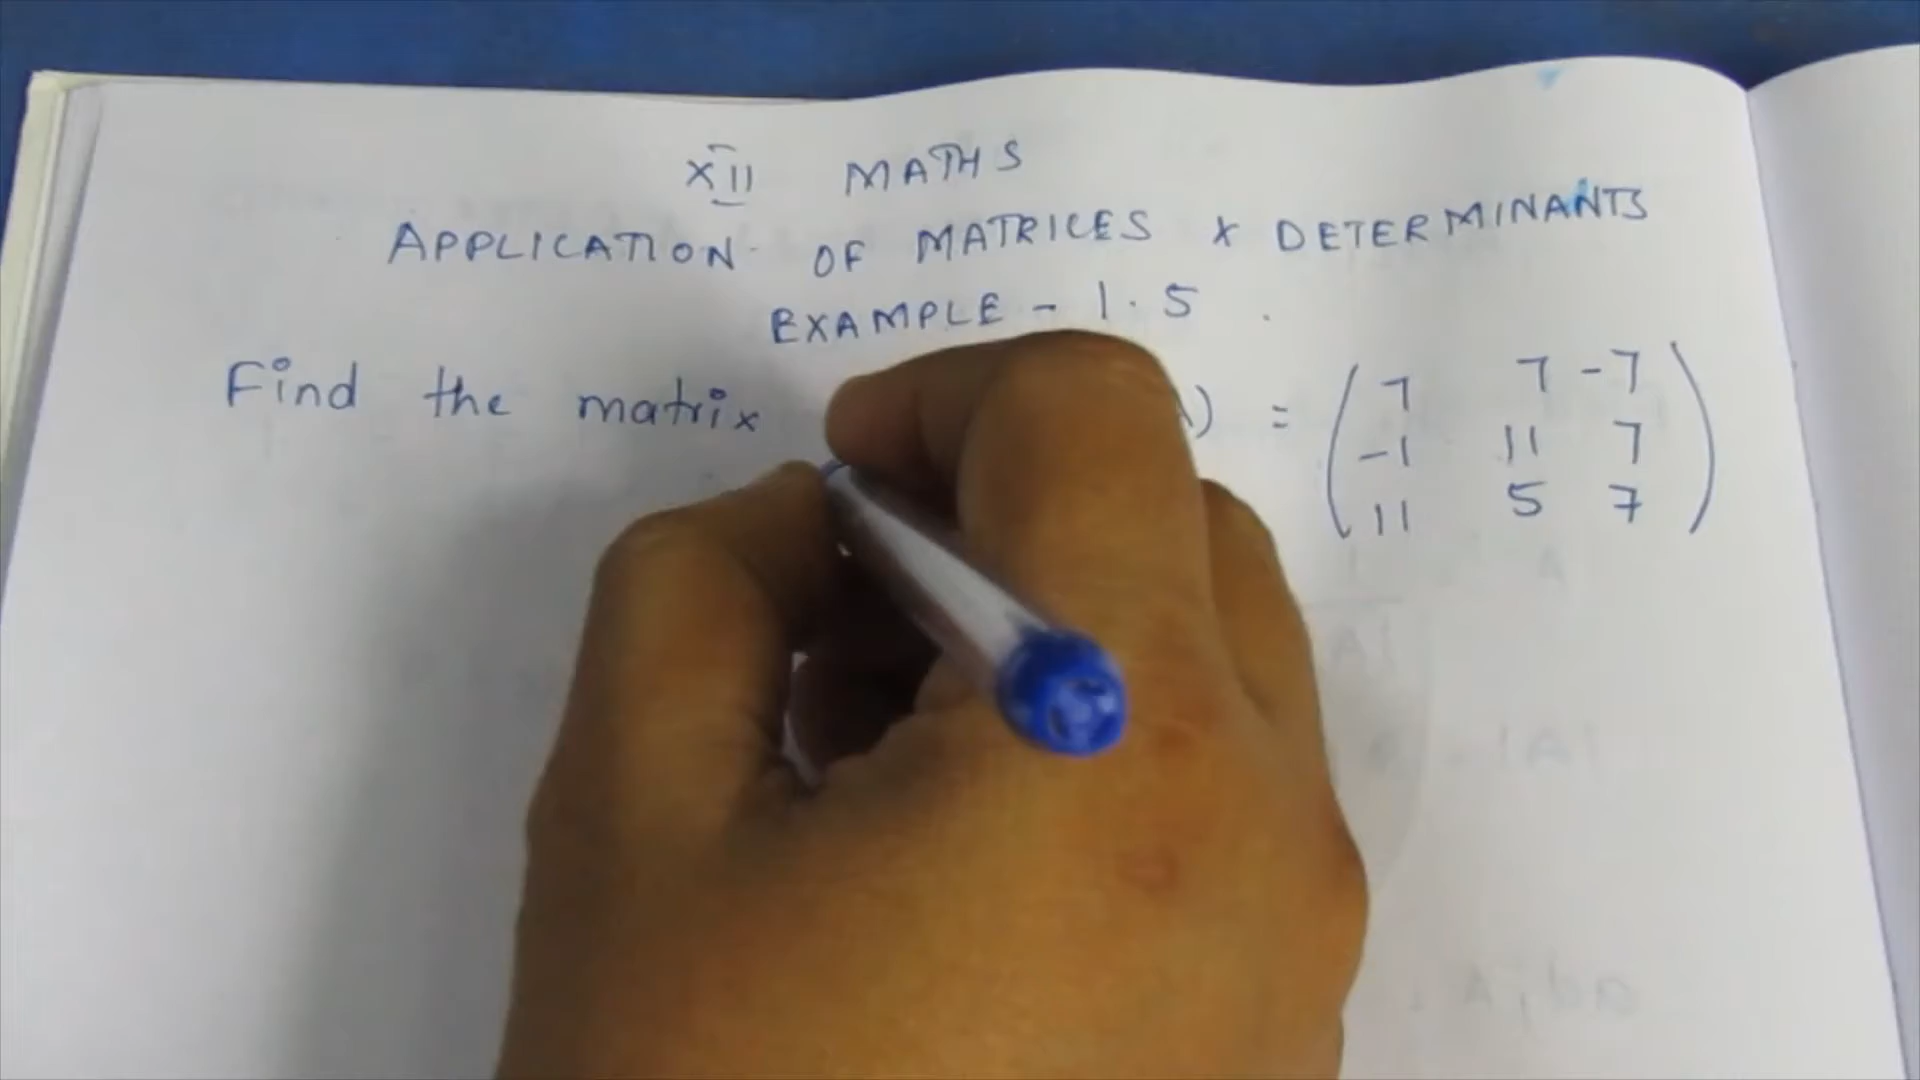 XII MATHS
APPLICATION OF MATRICES & DETERMINANTS
EXAMPLE - 1.5
Find the matrix ) = ( 7 7 -7
-1 11 7
11 5 7 )